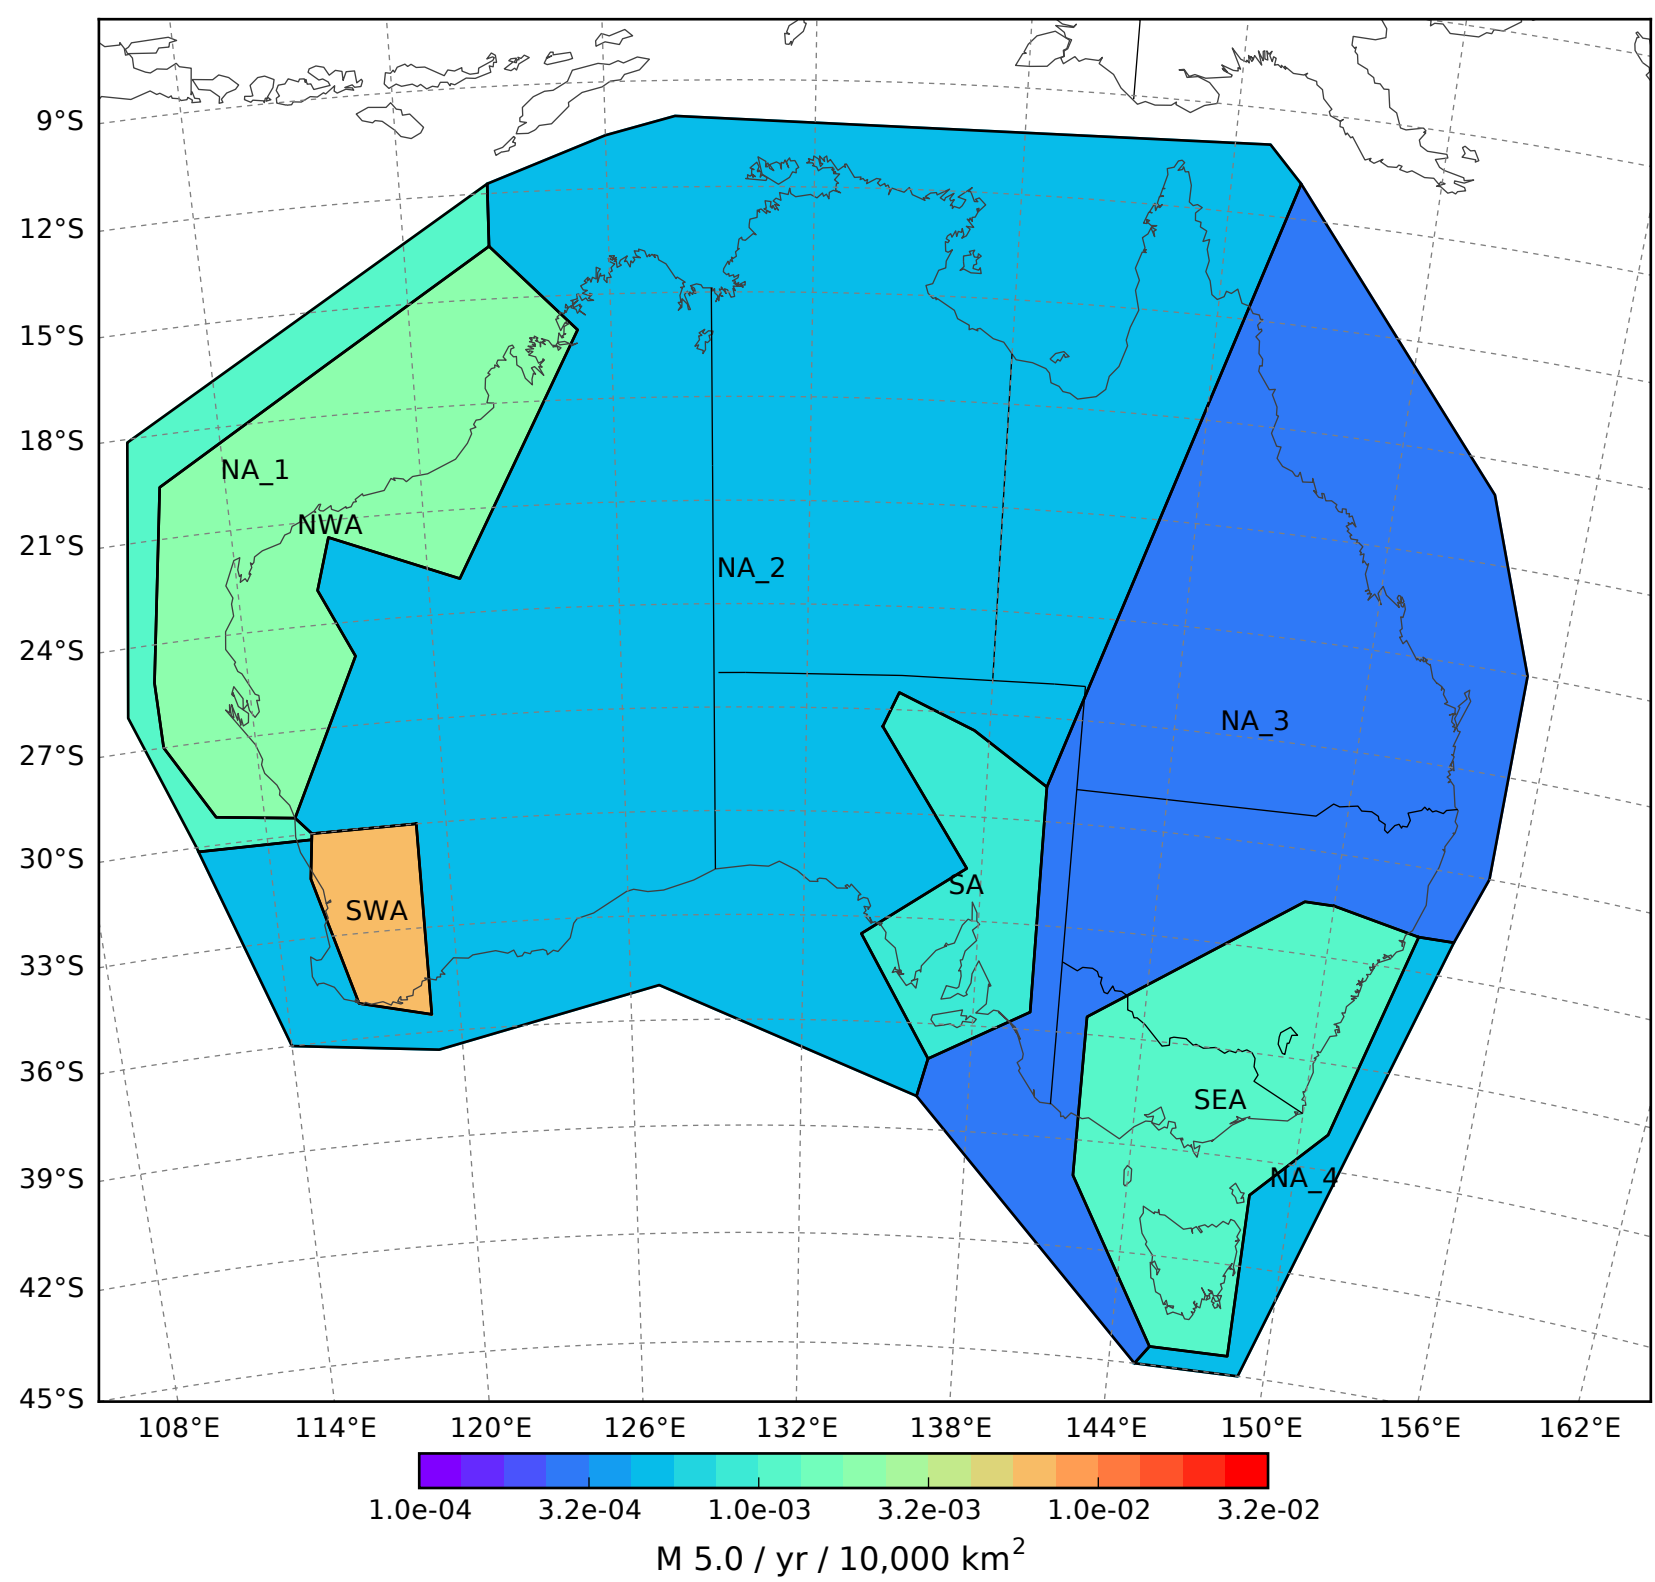 9°S
12°S
15°S
18°S
NA_1
NWA
21°S
NA_2
24°S
NA_3
27°S
30°S
SA
SWA
33°S
36°S
SEA
39°S
NA_4
42°S
45°S
108°E 114°E 120°E 126°E 132°E 138°E 144°E 150°E 156°E 162°E
1.0e-04 3.2e-04 1.0e-03 3.2e-03 1.0e-02 3.2e-02
M 5.0 / yr / 10,000 km²